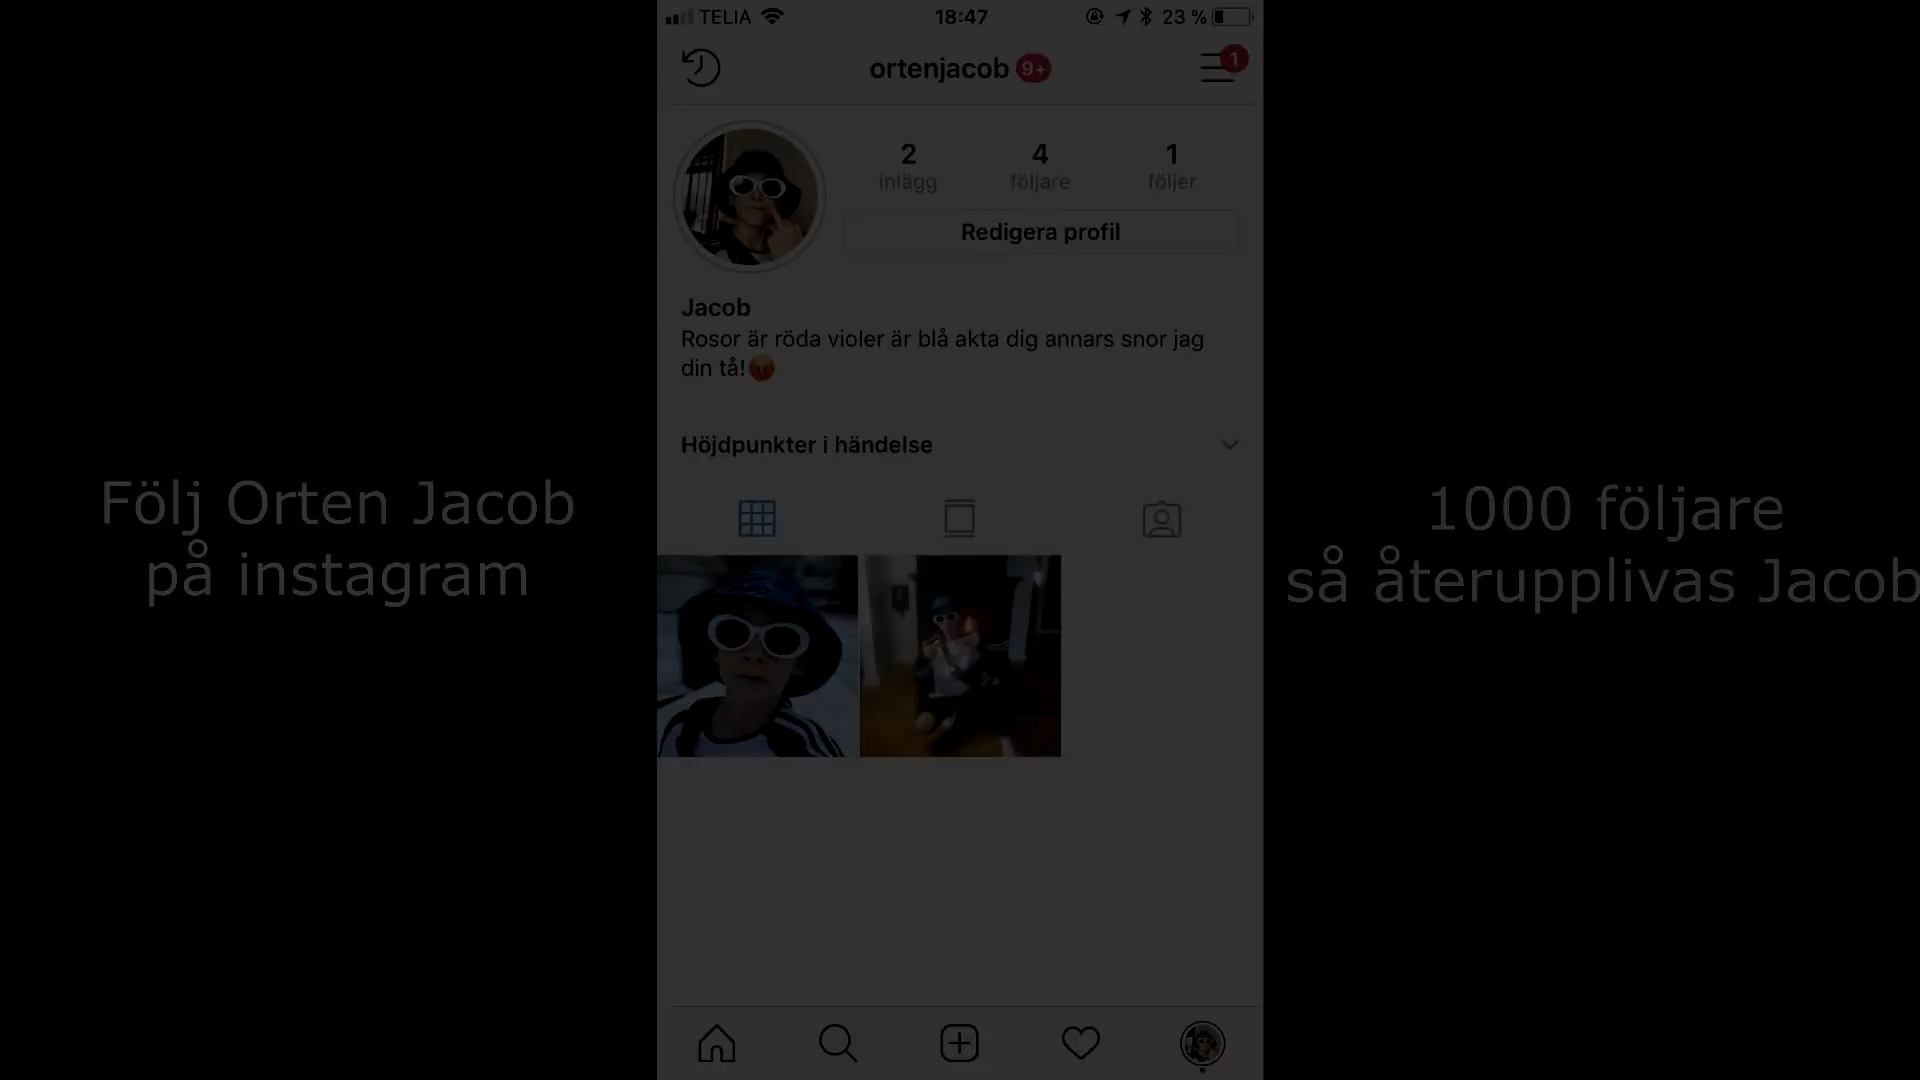 TELIA 18:47 23 %
ortenjacob 9+ 1
2 4 1
inlägg följare följer
Redigera profil
Jacob
Rosor är röda violer är blå akta dig annars snor jag
din tå!
Höjdpunkter i händelse
Följ Orten Jacob
på instagram
1000 följare
så återupplivas Jacob